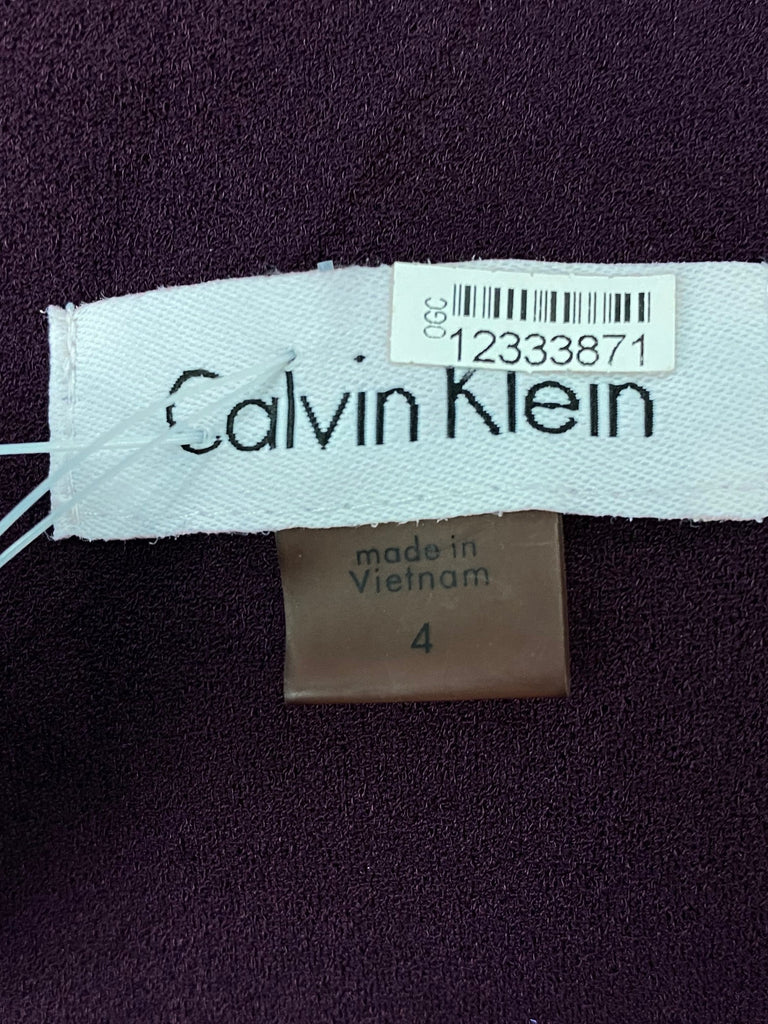 OGC
12333871
Calvin Klein
made in
Vietnam
4